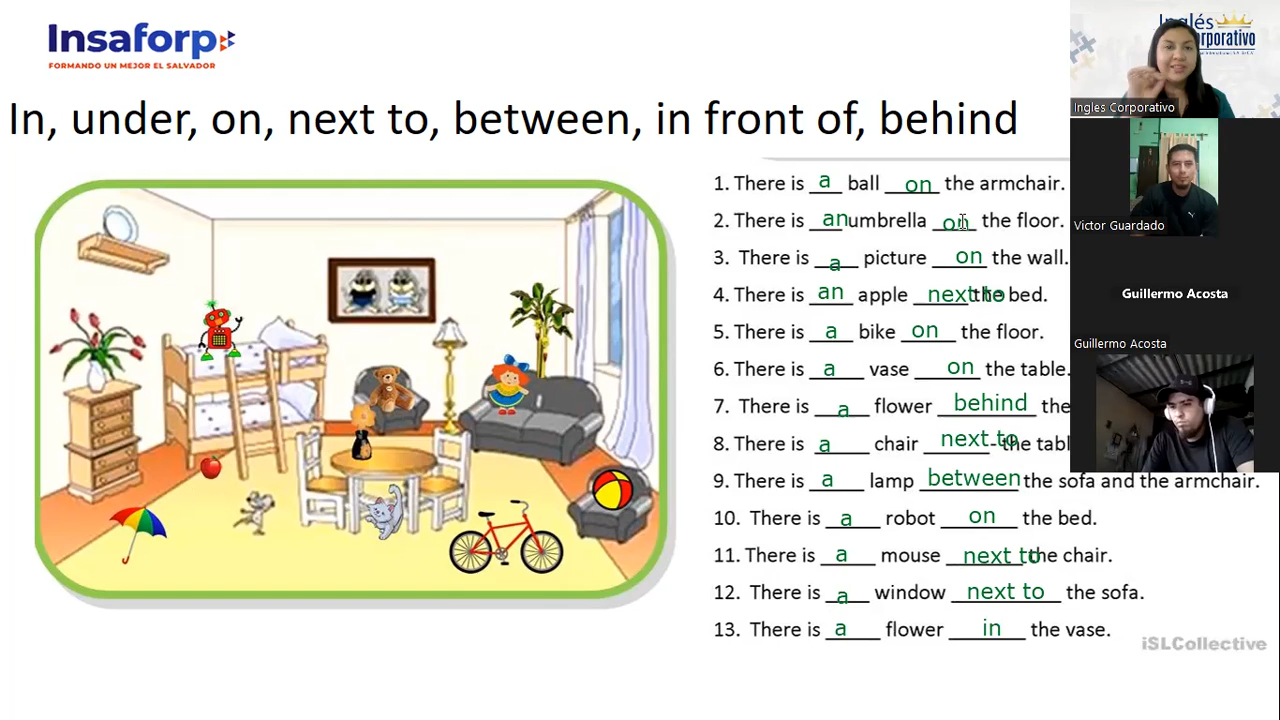 Insaforp
FORMANDO UN MEJOR EL SALVADOR
In, under, on, next to, between, in front of, behind
1. There is a ball on the armchair.
2. There is an umbrella on the floor.
3. There is a picture on the wall.
4. There is an apple next to the bed.
5. There is a bike on the floor.
6. There is a vase on the table.
7. There is a flower behind the
8. There is a chair next to the tabl
9. There is a lamp between the sofa and the armchair.
10. There is a robot on the bed.
11. There is a mouse next to the chair.
12. There is a window next to the sofa.
13. There is a flower in the vase.
iSLCollective
Inglés
orporativo
Ingles Corporativo
Victor Guardado
Guillermo Acosta
Guillermo Acosta